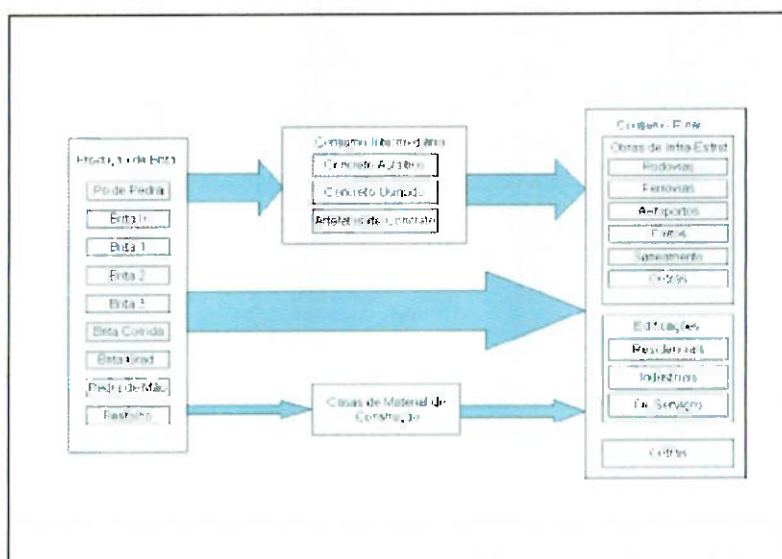 Produção de Brita
Pó de Pedra
Brita 0
Brita 1
Brita 2
Brita 3
Brita Corrida
Brita Grad
Pedra de Mão
Consumo Intermediário
Concreto Asfáltico
Concreto Usinado
Artefatos de Concreto
Casas de Material de
Construção
Consumo Final
Obras de Infra-Estrut
Rodovias
Ferrovias
Aeroportos
Portos
Saneamento
Outras
Edificações
Residenciais
Industriais
De Serviços
Outras